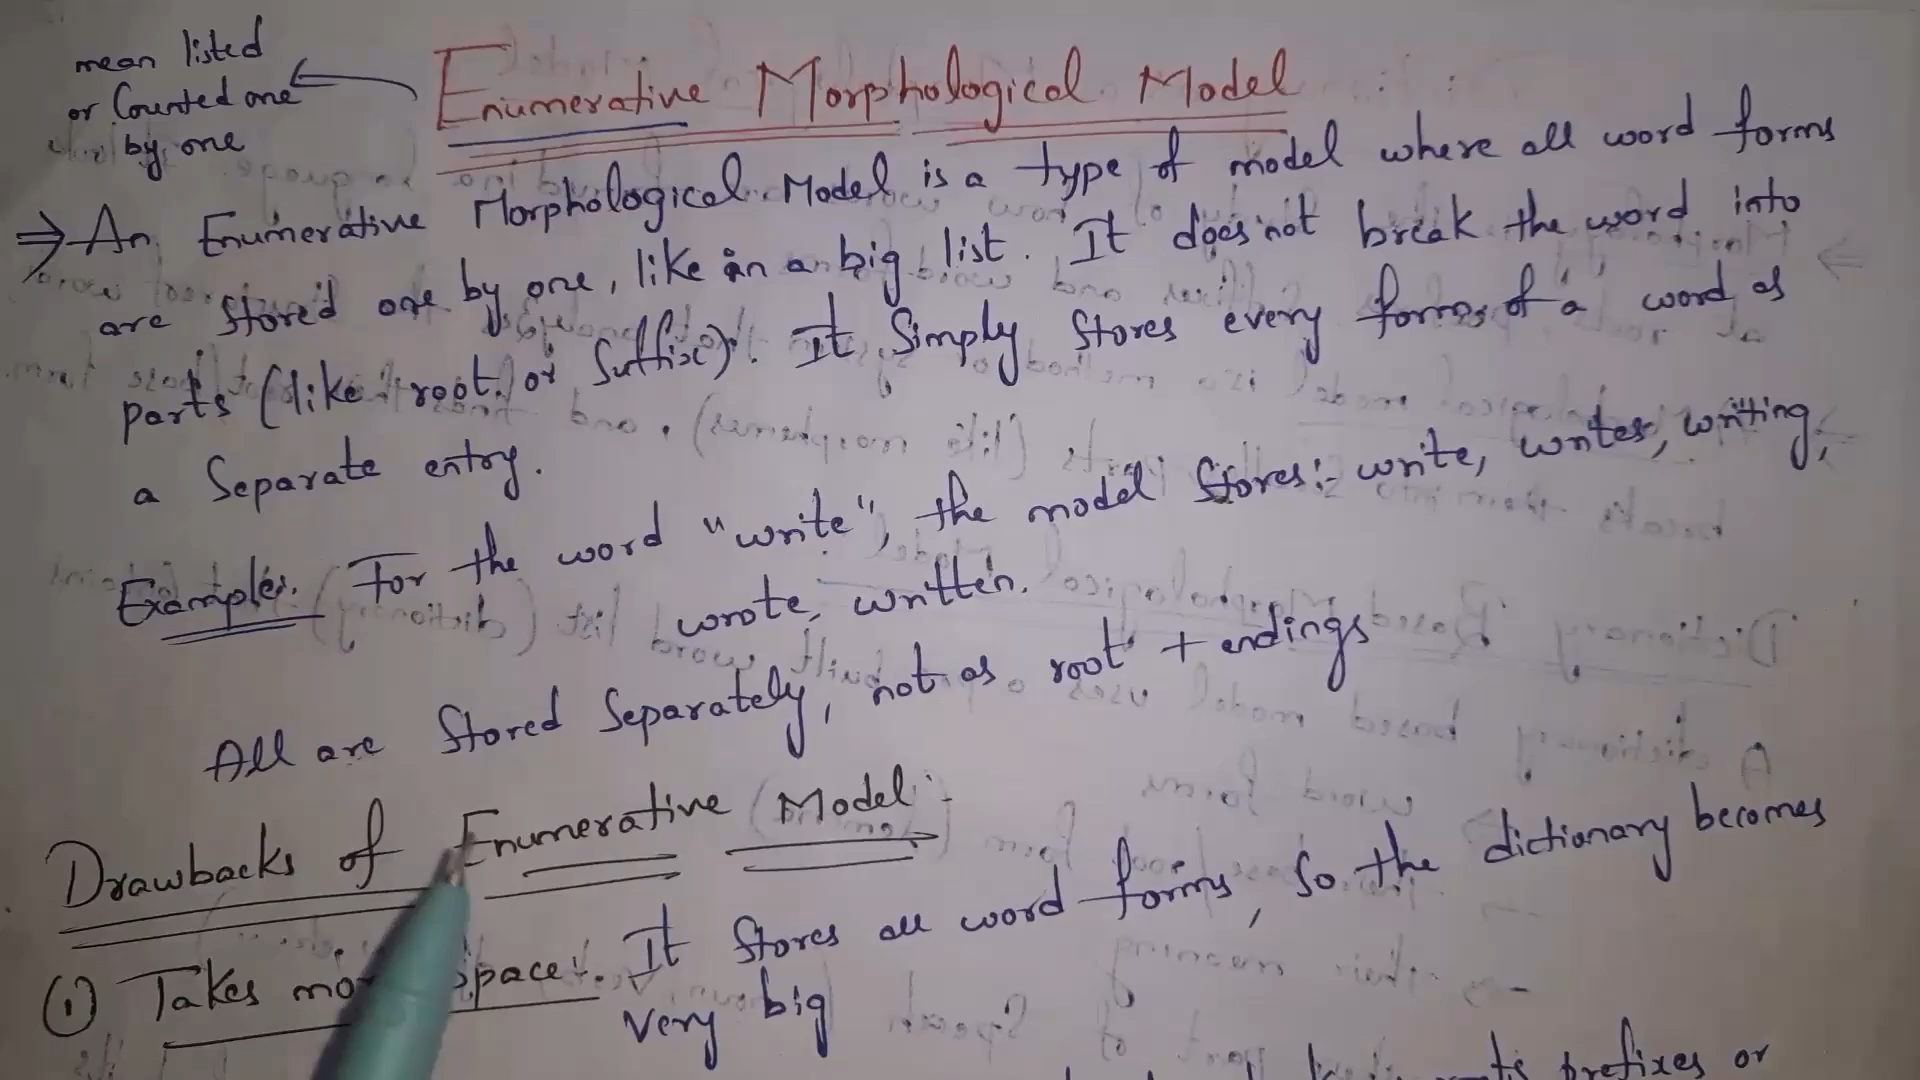 mean listed
or Counted one
by one
Enumerative Morphological Model
⇒ An Enumerative Morphological Model is a type of model where all word forms
are stored one by one, like in a big list. It does not break the word into
parts (like root or Suffix). It Simply Stores every forms of a word as
a Separate entry.
Example:. For the word "write", the model Stores:- write, writes, writing,
wrote, written.
All are Stored Separately, not as root + endings
Drawbacks of Enumerative Model:-
(1) Takes more space:. It Stores all word forms, So the dictionary becomes
very big
prefixes or